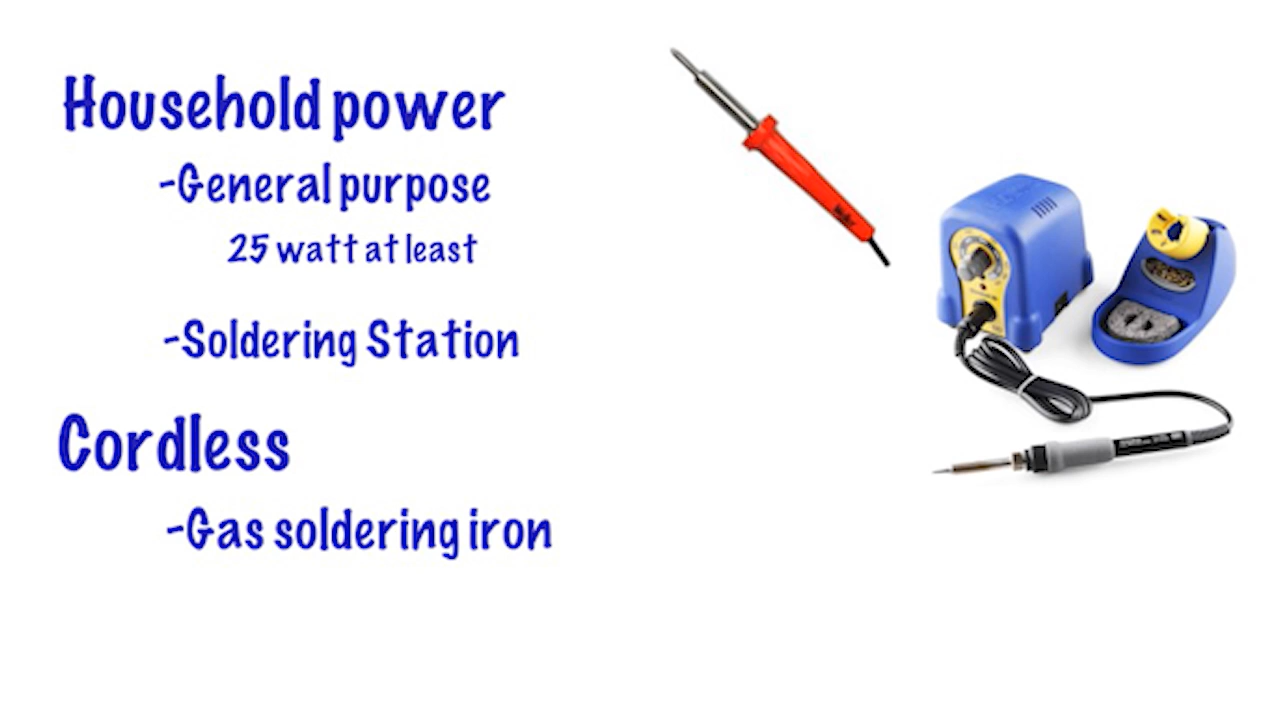 Household power
-General purpose
25 watt at least
-Soldering Station
Cordless
-Gas soldering iron